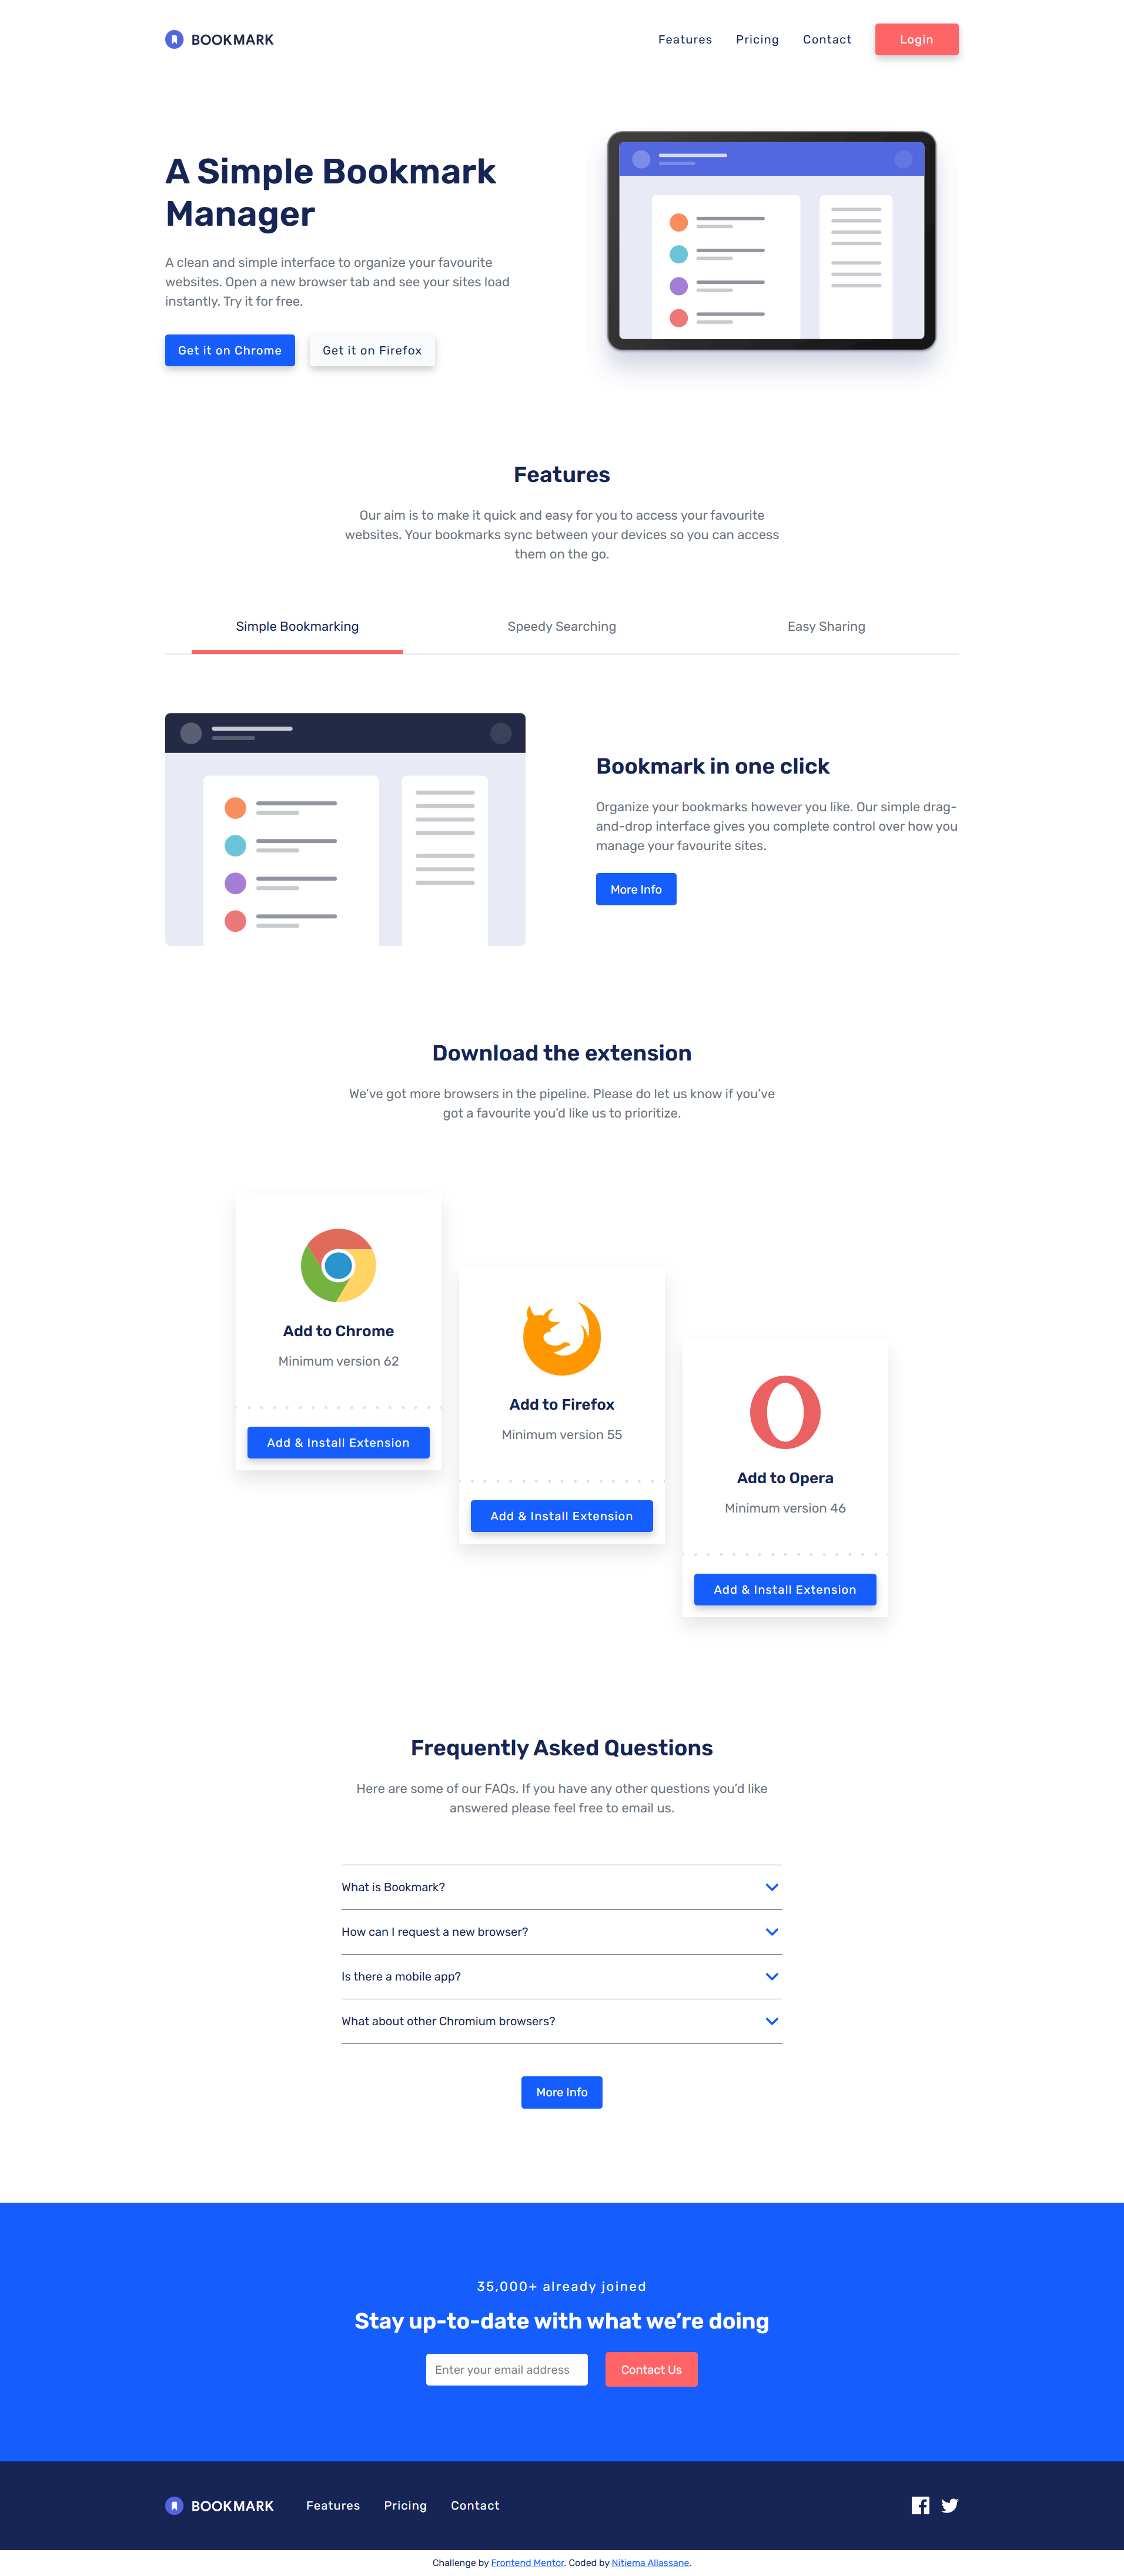 BOOKMARK
Features
Pricing
Contact
Login
A Simple Bookmark
Manager
A clean and simple interface to organize your favourite
websites. Open a new browser tab and see your sites load
instantly. Try it for free.
Get it on Chrome
Get it on Firefox
Features
Our aim is to make it quick and easy for you to access your favourite
websites. Your bookmarks sync between your devices so you can access
them on the go.
Simple Bookmarking
Speedy Searching
Easy Sharing
Bookmark in one click
Organize your bookmarks however you like. Our simple drag-
and-drop interface gives you complete control over how you
manage your favourite sites.
More Info
Download the extension
We’ve got more browsers in the pipeline. Please do let us know if you’ve
got a favourite you’d like us to prioritize.
Add to Chrome
Minimum version 62
Add & Install Extension
Add to Firefox
Minimum version 55
Add & Install Extension
Add to Opera
Minimum version 46
Add & Install Extension
Frequently Asked Questions
Here are some of our FAQs. If you have any other questions you’d like
answered please feel free to email us.
What is Bookmark?
How can I request a new browser?
Is there a mobile app?
What about other Chromium browsers?
More Info
35,000+ already joined
Stay up-to-date with what we’re doing
Enter your email address
Contact Us
BOOKMARK
Features
Pricing
Contact
Challenge by Frontend Mentor. Coded by Nitiema Allassane.